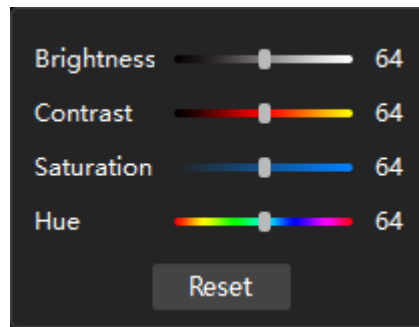 Brightness 64
Contrast 64
Saturation 64
Hue 64
Reset